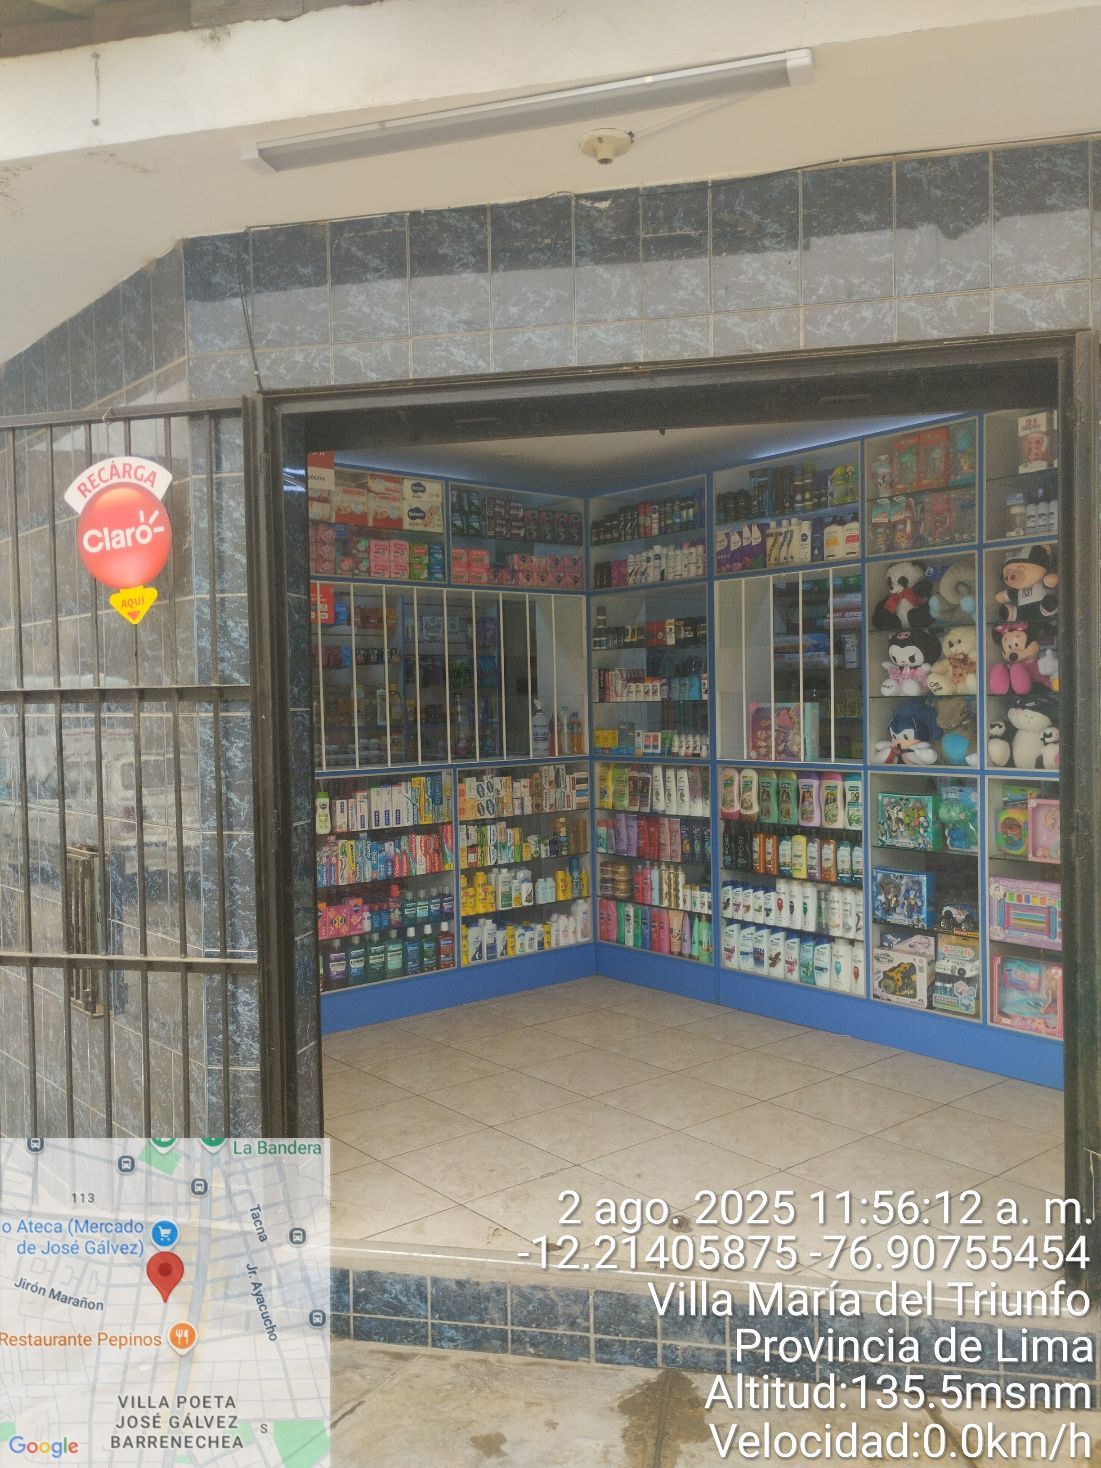 RECÀRGA
Claro
AQUÍ
La Bandera
113
o Ateca (Mercado
de José Gálvez)
Tacna
Jirón Marañon
Jr. Ayacucho
Restaurante Pepinos
VILLA POETA
JOSÉ GÁLVEZ
BARRENECHEA
S
Google
2 ago. 2025 11:56:12 a. m.
-12.21405875 -76.90755454
Villa María del Triunfo
Provincia de Lima
Altitud:135.5msnm
Velocidad:0.0km/h